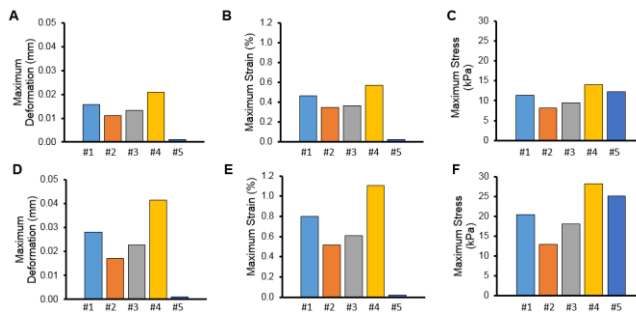 A
Maximum
Deformation (mm)
0.05
0.04
0.03
0.02
0.01
0.00
#1 #2 #3 #4 #5
B
Maximum Strain (%)
1.2
1.0
0.8
0.6
0.4
0.2
0.0
#1 #2 #3 #4 #5
C
Maximum Stress
(kPa)
30
25
20
15
10
5
0
#1 #2 #3 #4 #5
D
Maximum
Deformation (mm)
0.05
0.04
0.03
0.02
0.01
0.00
#1 #2 #3 #4 #5
E
Maximum Strain (%)
1.2
1.0
0.8
0.6
0.4
0.2
0.0
#1 #2 #3 #4 #5
F
Maximum Stress
(kPa)
30
25
20
15
10
5
0
#1 #2 #3 #4 #5